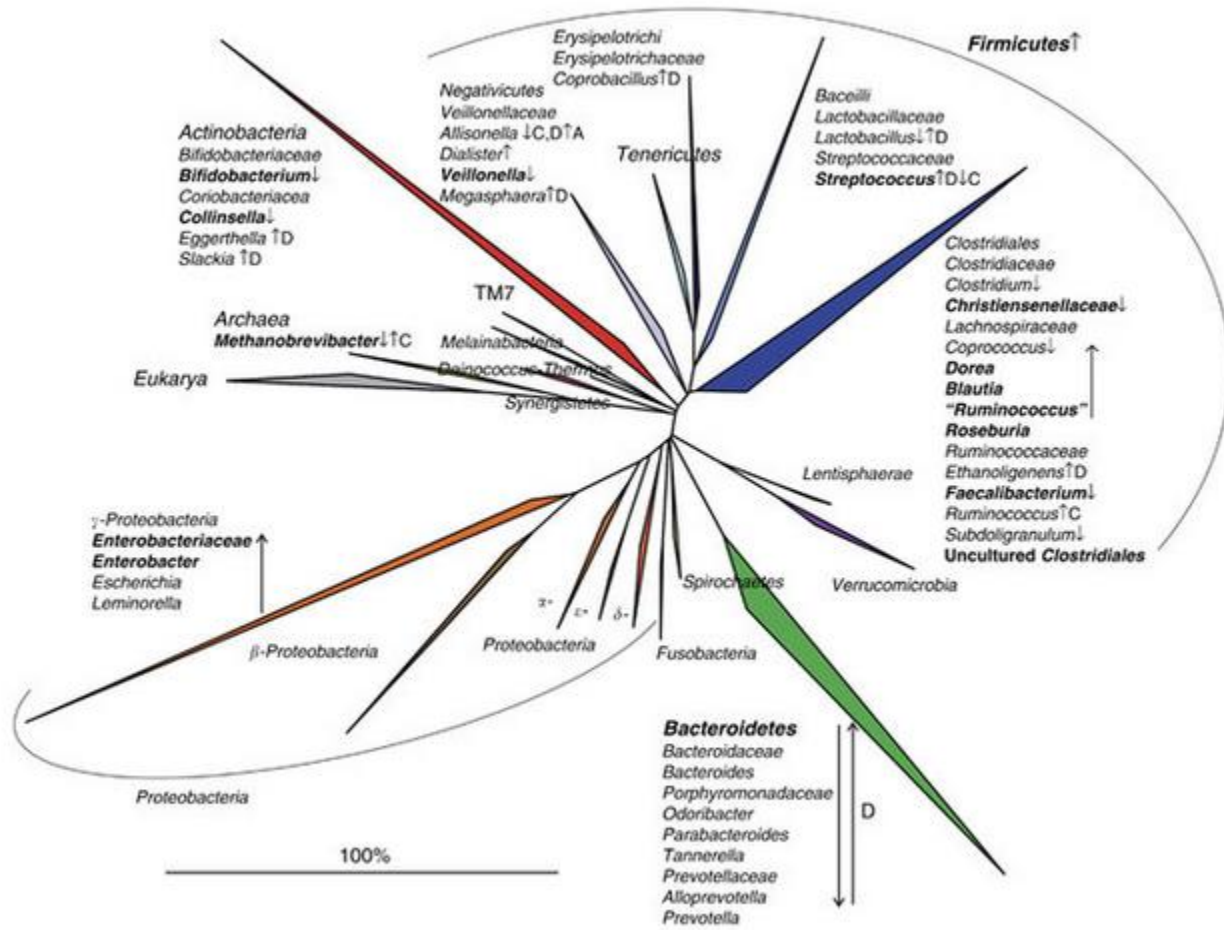 Firmicutes↑
Erysipelotrichi
Erysipelotrichaceae
Coprobacillus↑D
Negativicutes
Veillonellaceae
Allisonella ↓C,D↑A
Dialister↑
Veillonella↓
Megasphaera↑D
Tenericutes
Baceilli
Lactobacillaceae
Lactobacillus↓↑D
Streptococcaceae
Streptococcus↑D↓C
Actinobacteria
Bifidobacteriaceae
Bifidobacterium↓
Coriobacteriacea
Collinsella↓
Eggerthella ↑D
Slackia ↑D
TM7
Archaea
Methanobrevibacter↓↑C
Melainabacteria
Deinococcus-Thermus
Eukarya
Synergistetes
Clostridiales
Clostridiaceae
Clostridium↓
Christiensenellaceae↓
Lachnospiraceae
Coprococcus↓
Dorea
Blautia
“Ruminococcus”
Roseburia
Ruminococcaceae
Ethanoligenens↑D
Faecalibacterium↓
Ruminococcus↑C
Subdoligranulum↓
Uncultured Clostridiales
Lentisphaerae
Verrucomicrobia
γ-Proteobacteria
Enterobacteriaceae
Enterobacter
Escherichia
Leminorella
β-Proteobacteria
α-
ε-
δ-
Proteobacteria
Spirochaetes
Fusobacteria
Proteobacteria
100%
Bacteroidetes
Bacteroidaceae
Bacteroides
Porphyromonadaceae
Odoribacter
Parabacteroides
Tannerella
Prevotellaceae
Alloprevotella
Prevotella
D